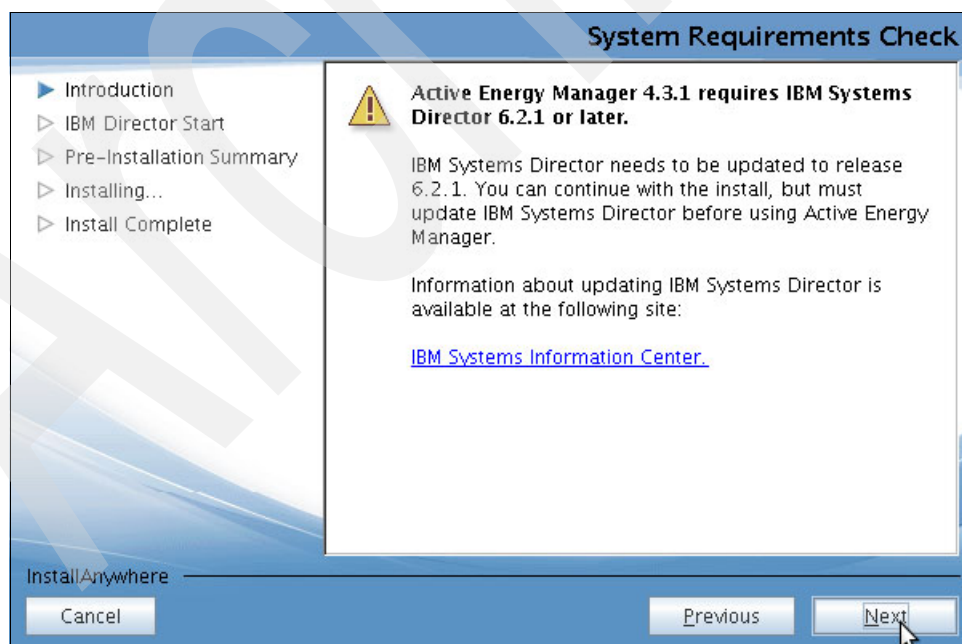 System Requirements Check
Introduction
IBM Director Start
Pre-Installation Summary
Installing...
Install Complete
Active Energy Manager 4.3.1 requires IBM Systems
Director 6.2.1 or later.
IBM Systems Director needs to be updated to release
6.2.1. You can continue with the install, but must
update IBM Systems Director before using Active Energy
Manager.
Information about updating IBM Systems Director is
available at the following site:
IBM Systems Information Center.
InstallAnywhere
Cancel
Previous
Next